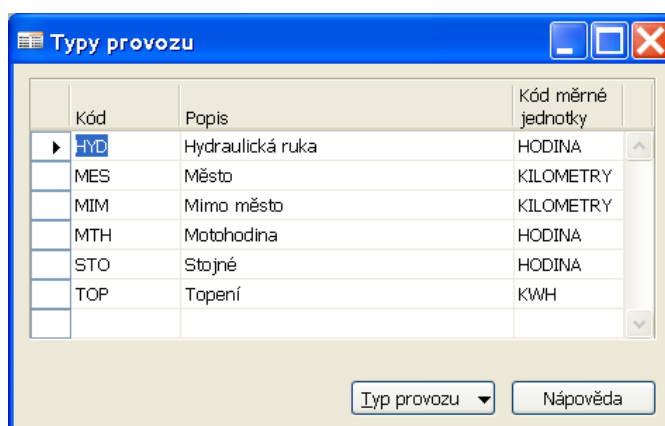 Typy provozu
Kód Popis Kód měrné jednotky
HYD Hydraulická ruka HODINA
MES Město KILOMETRY
MIM Mimo město KILOMETRY
MTH Motohodina HODINA
STO Stojné HODINA
TOP Topení KWH
Typ provozu Nápověda